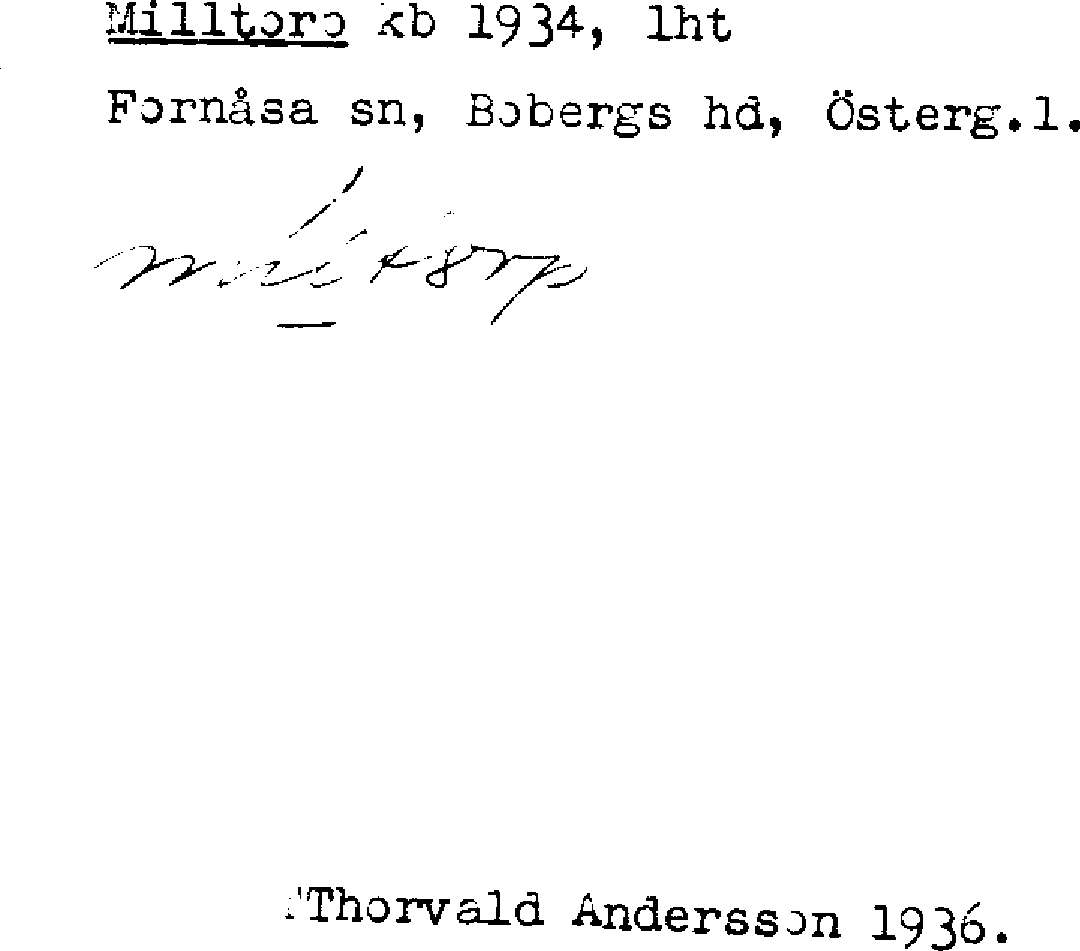 Milltorp kb 1934, lht
Fornåsa sn, Bobergs hd, Österg.l.
Thorvald Andersson 1936.